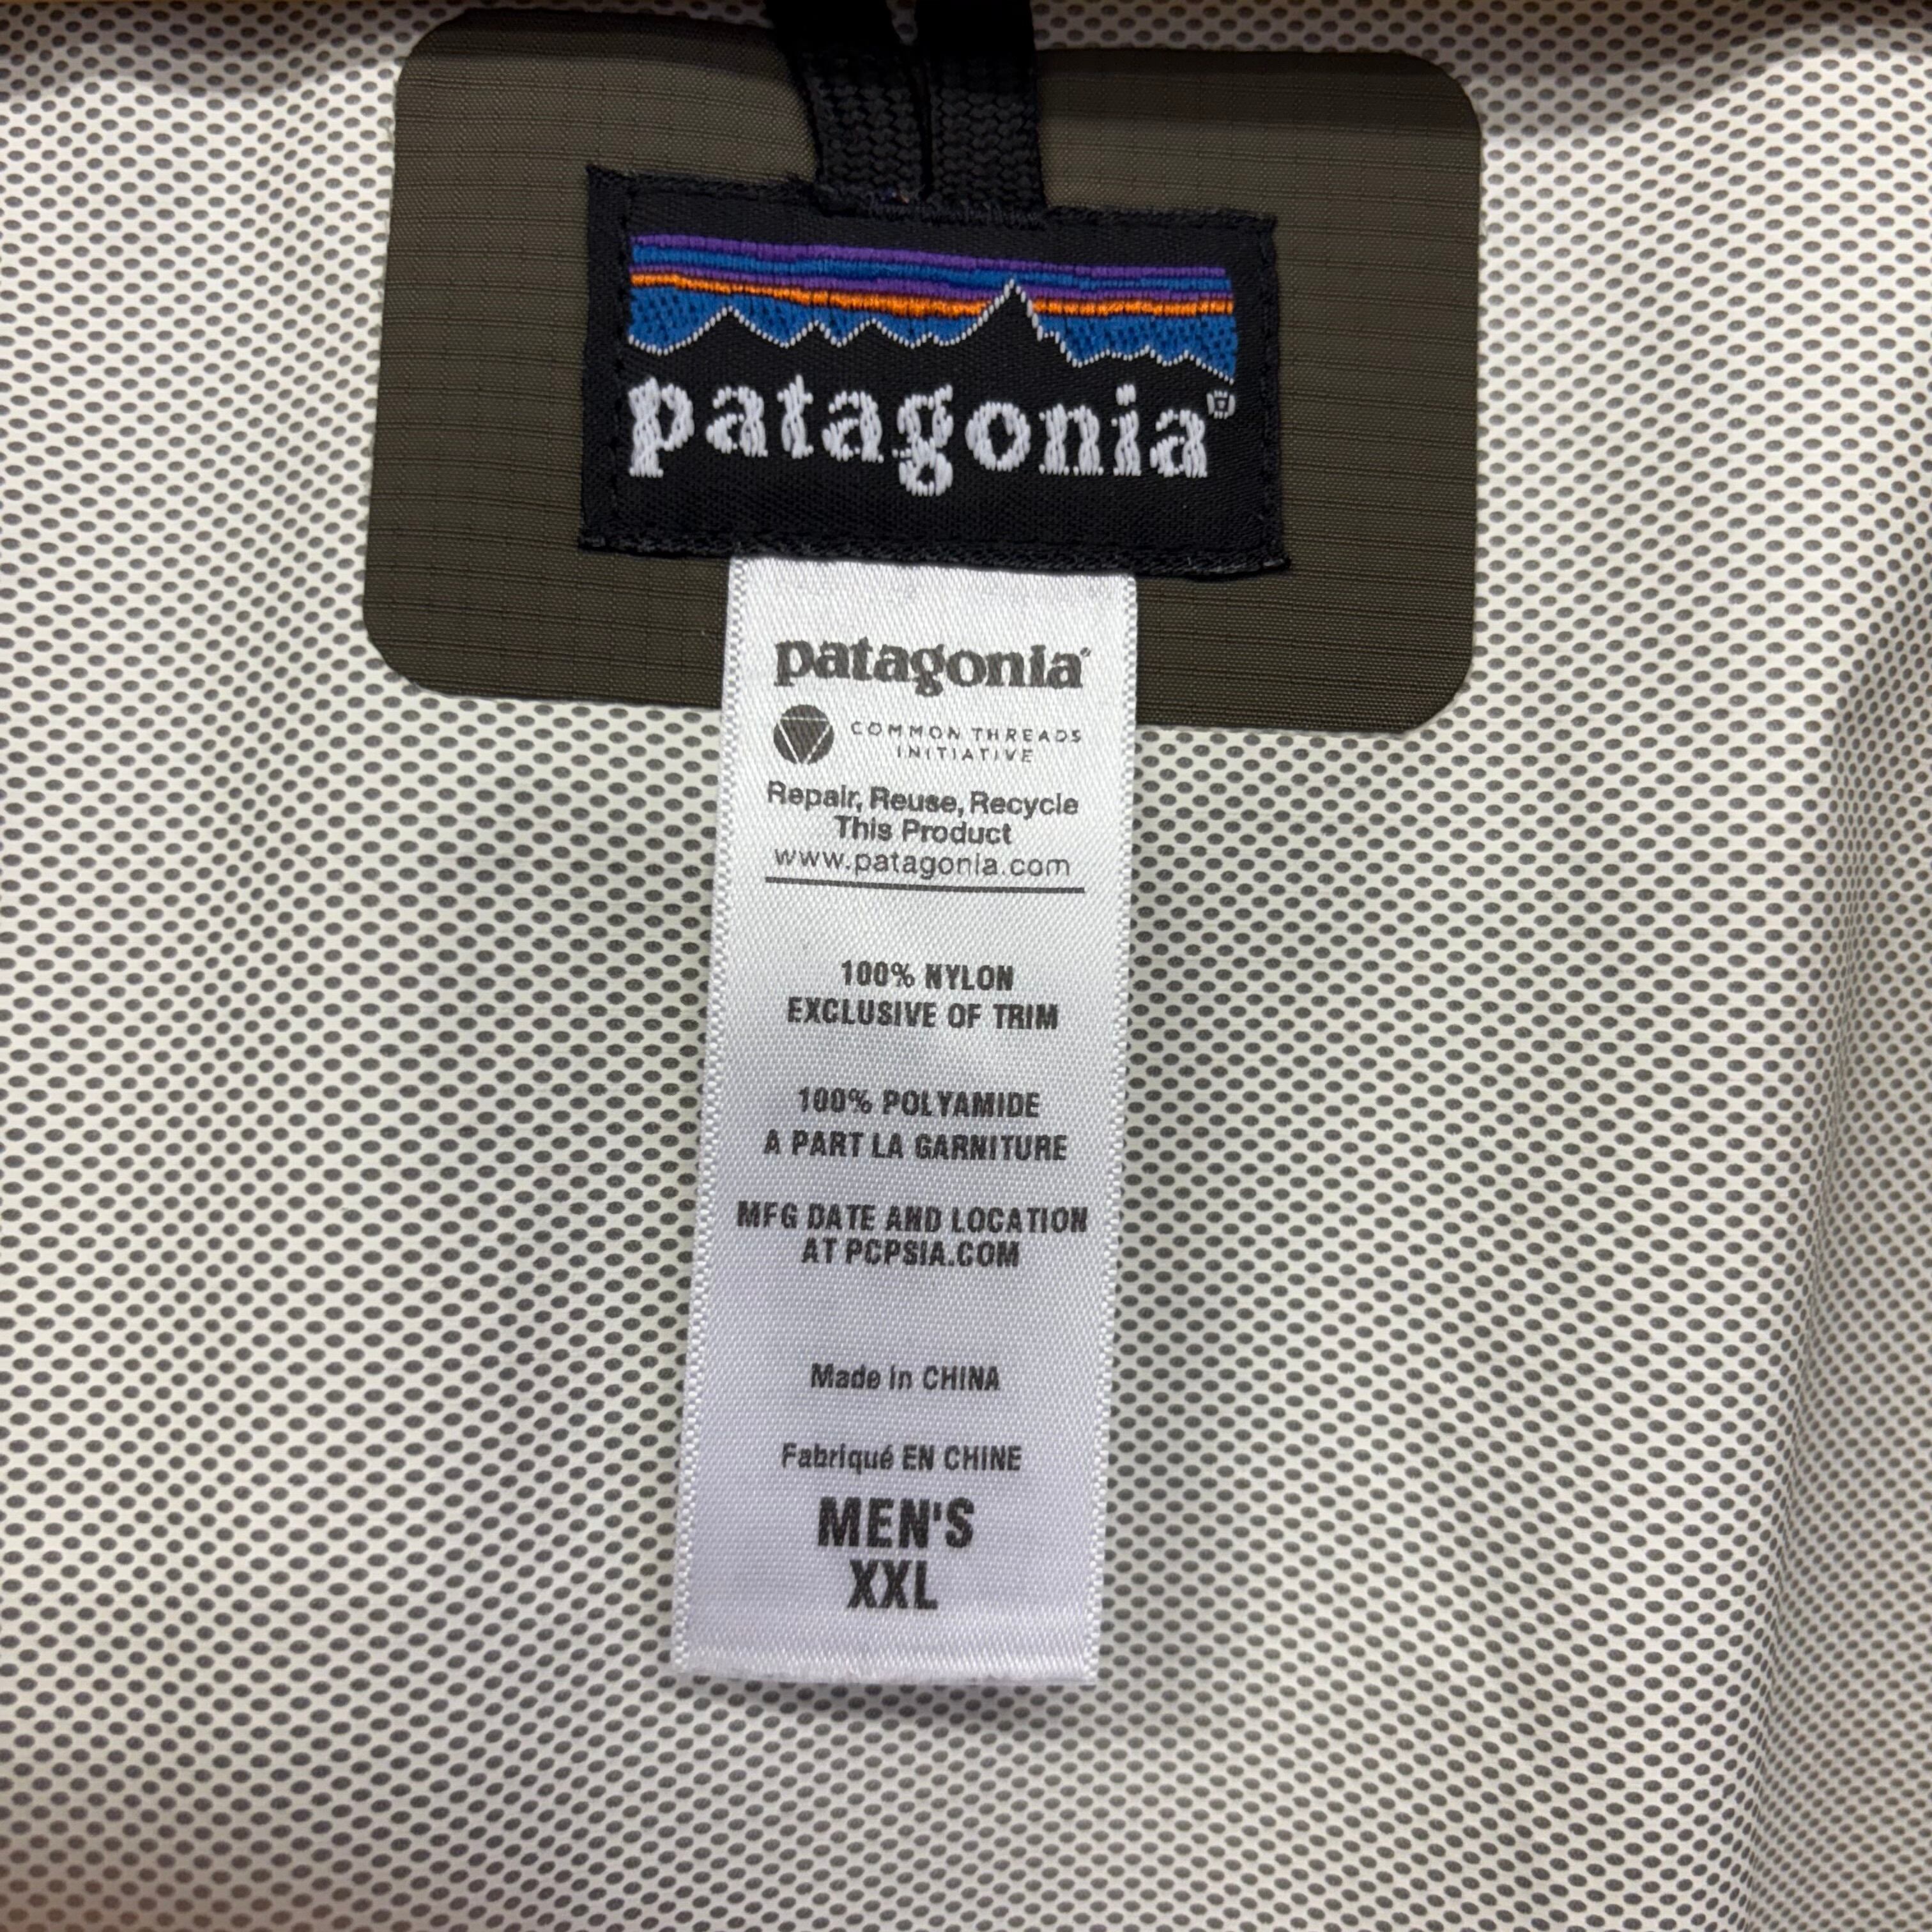 patagonia®
patagonia®
COMMON THREADS
INITIATIVE
Repair, Reuse, Recycle
This Product
www.patagonia.com
100% NYLON
EXCLUSIVE OF TRIM
100% POLYAMIDE
A PART LA GARNITURE
MFG DATE AND LOCATION
AT PCPSIA.COM
Made in CHINA
Fabriqué EN CHINE
MEN'S
XXL